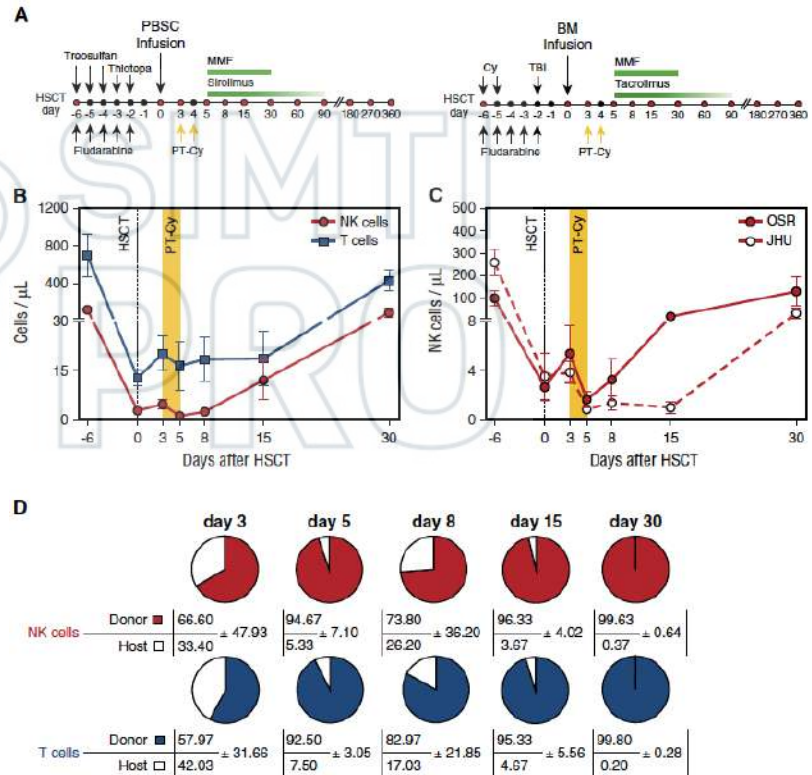 A
PBSC
Infusion
Treosulfan
Thiotepa
MMF
Sirolimus
HSCT
day
-6 -5 -4 -3 -2 -1 0 3 4 5 8 15 30 60 90 180 270 360
Fludarabine
PT-Cy
BM
Infusion
Cy
TBI
MMF
Tacrolimus
HSCT
day
-6 -5 -4 -3 -2 -1 0 3 4 5 8 15 30 60 90 180 270 360
Fludarabine
PT-Cy
SIMTI
PRO
B
1200
800
400
30
15
0
Cells / μL
HSCT
PT-Cy
NK cells
T cells
-6 0 3 5 8 15 30
Days after HSCT
C
500
400
300
200
100
8
4
0
NK cells / μL
HSCT
PT-Cy
OSR
JHU
-6 0 3 5 8 15 30
Days after HSCT
D
day 3 day 5 day 8 day 15 day 30
NK cells
Donor 66.60 94.67 73.80 96.33 99.63
± 47.93 ± 7.10 ± 36.20 ± 4.02 ± 0.64
Host 33.40 5.33 26.20 3.67 0.37
T cells
Donor 57.97 92.50 82.97 95.33 99.80
± 31.66 ± 3.05 ± 21.85 ± 5.56 ± 0.28
Host 42.03 7.50 17.03 4.67 0.20